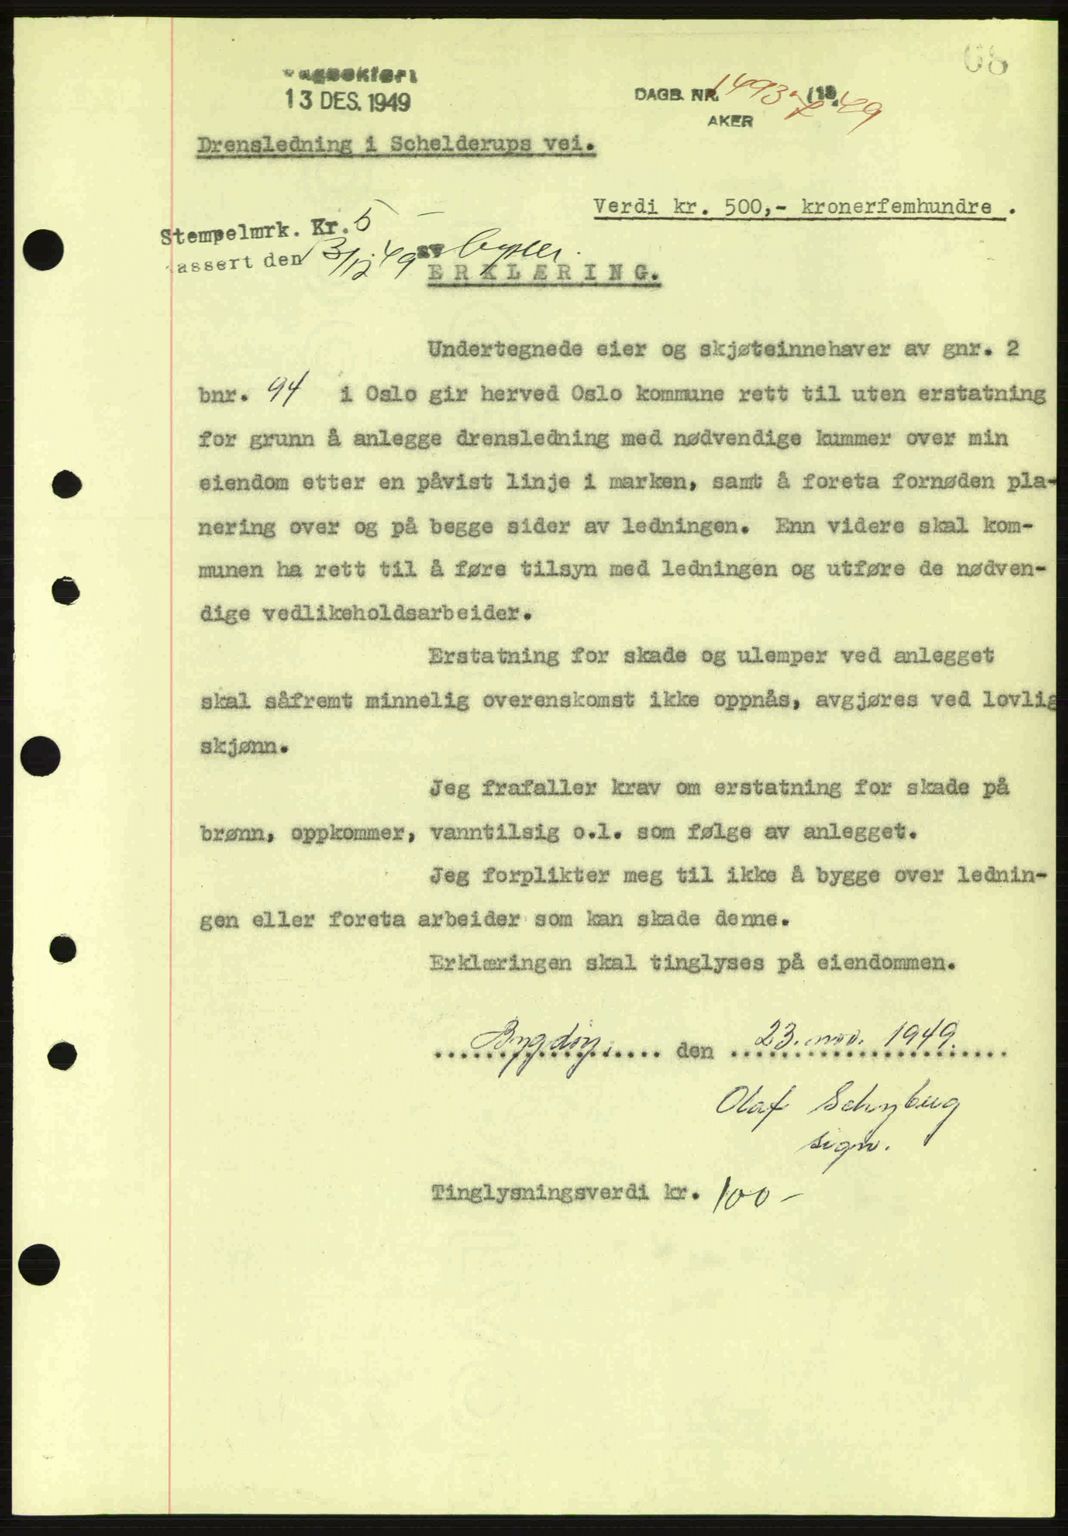 68
Dagbokført
13 DES. 1949
DAGB. NR. 1493 /19 49
AKER
Drensledning i Schelderups vei.
Verdi kr. 500,- kronerfemhundre .
Stempelmrk. Kr. 5 -
kassert den 13/12 49 av
ERKLÆRING.
Undertegnede eier og skjøteinnehaver av gnr. 2
bnr. 94 i Oslo gir herved Oslo kommune rett til uten erstatning
for grunn å anlegge drensledning med nødvendige kummer over min
eiendom etter en påvist linje i marken, samt å foreta fornøden pla-
nering over og på begge sider av ledningen. Enn videre skal kom-
munen ha rett til å føre tilsyn med ledningen og utføre de nødven-
dige vedlikeholdsarbeider.
Erstatning for skade og ulemper ved anlegget
skal såfremt minnelig overenskomst ikke oppnås, avgjøres ved lovlig
skjønn.
Jeg frafaller krav om erstatning for skade på
brønn, oppkommer, vanntilsig o.l. som følge av anlegget.
Jeg forplikter meg til ikke å bygge over lednin-
gen eller foreta arbeider som kan skade denne.
Erklæringen skal tinglyses på eiendommen.
Bygdøy, den 23. nov. 1949.
Olaf
sign.
Tinglysningsverdi kr. 100 -